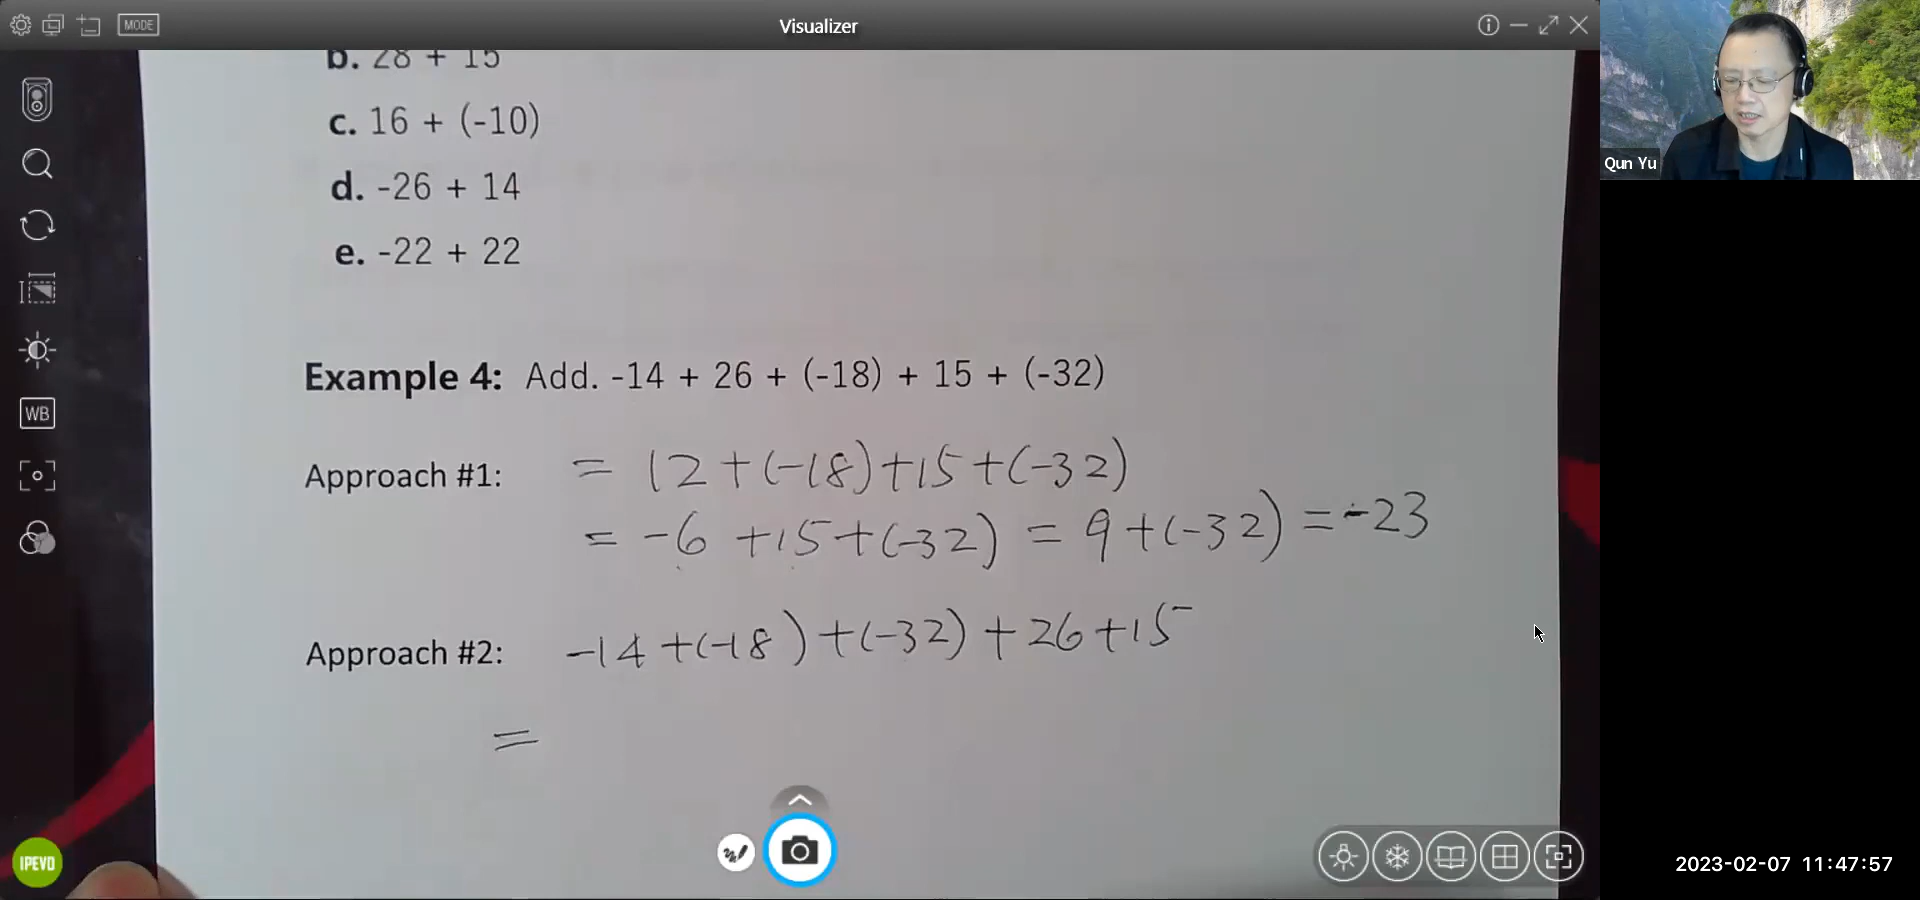 MODE
Visualizer
b. 28 + 15
c. 16 + (-10)
d. -26 + 14
e. -22 + 22
Example 4: Add. -14 + 26 + (-18) + 15 + (-32)
Approach #1: = 12 + (-18) + 15 + (-32)
= -6 + 15 + (-32) = 9 + (-32) = -23
Approach #2: -14 + (-18) + (-32) + 26 + 15
=
WB
IPEVO
Qun Yu
2023-02-07 11:47:57